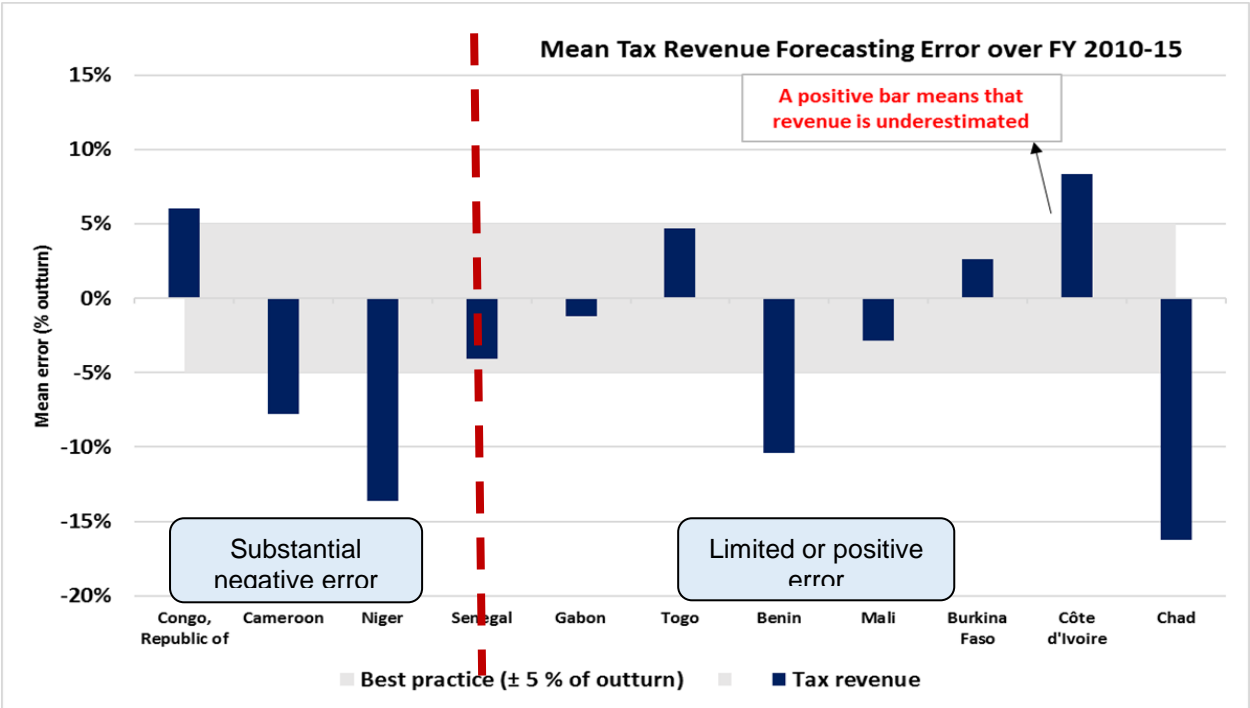 Mean Tax Revenue Forecasting Error over FY 2010-15
A positive bar means that
revenue is underestimated
15%
10%
5%
0%
-5%
-10%
-15%
-20%
Mean error (% outturn)
Substantial
negative error
Limited or positive
error
Congo,
Republic of
Cameroon
Niger
Senegal
Gabon
Togo
Benin
Mali
Burkina
Faso
Côte
d'Ivoire
Chad
Best practice (± 5 % of outturn)
Tax revenue